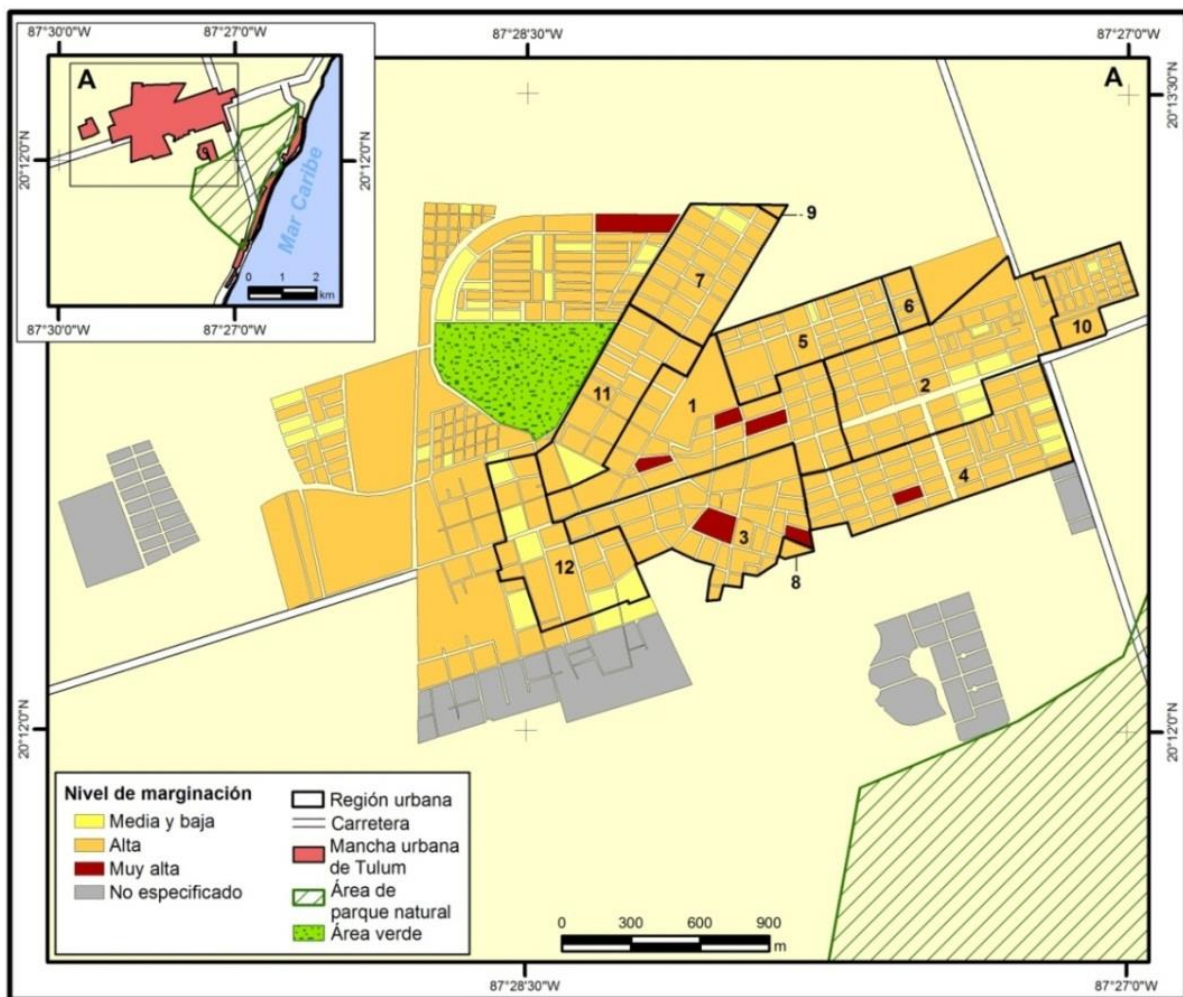 87°30'0"W
87°27'0"W
87°28'30"W
87°27'0"W
A
A
20°12'0"N
20°12'0"N
20°13'30"N
Mar Caribe
0 1 2
km
87°30'0"W
87°27'0"W
9
7
6
5
10
2
11
1
4
3
12
8
20°12'0"N
20°12'0"N
Nivel de marginación
Media y baja
Alta
Muy alta
No especificado
Región urbana
Carretera
Mancha urbana
de Tulum
Área de
parque natural
Área verde
0 300 600 900
m
87°28'30"W
87°27'0"W